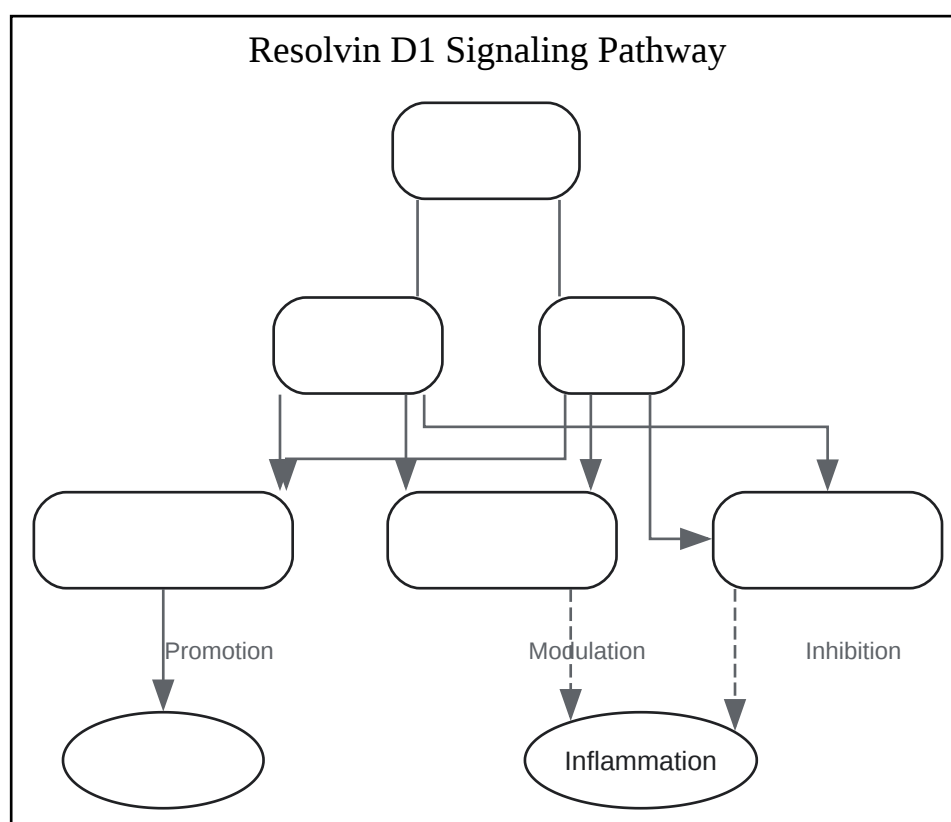 Resolvin D1 Signaling Pathway
Promotion
Modulation
Inhibition
Inflammation